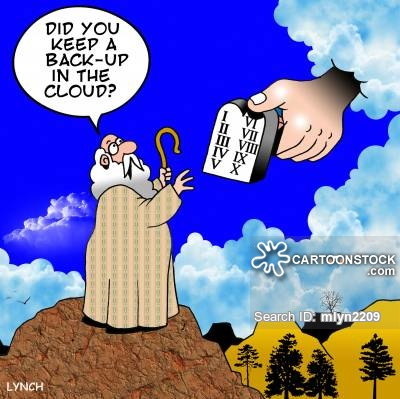 DID YOU
KEEP A
BACK-UP
IN THE
CLOUD?
I
II
III
IV
V
VI
VII
VIII
IX
X
CARTOONSTOCK
.com
Search ID: mlyn2209
LYNCH